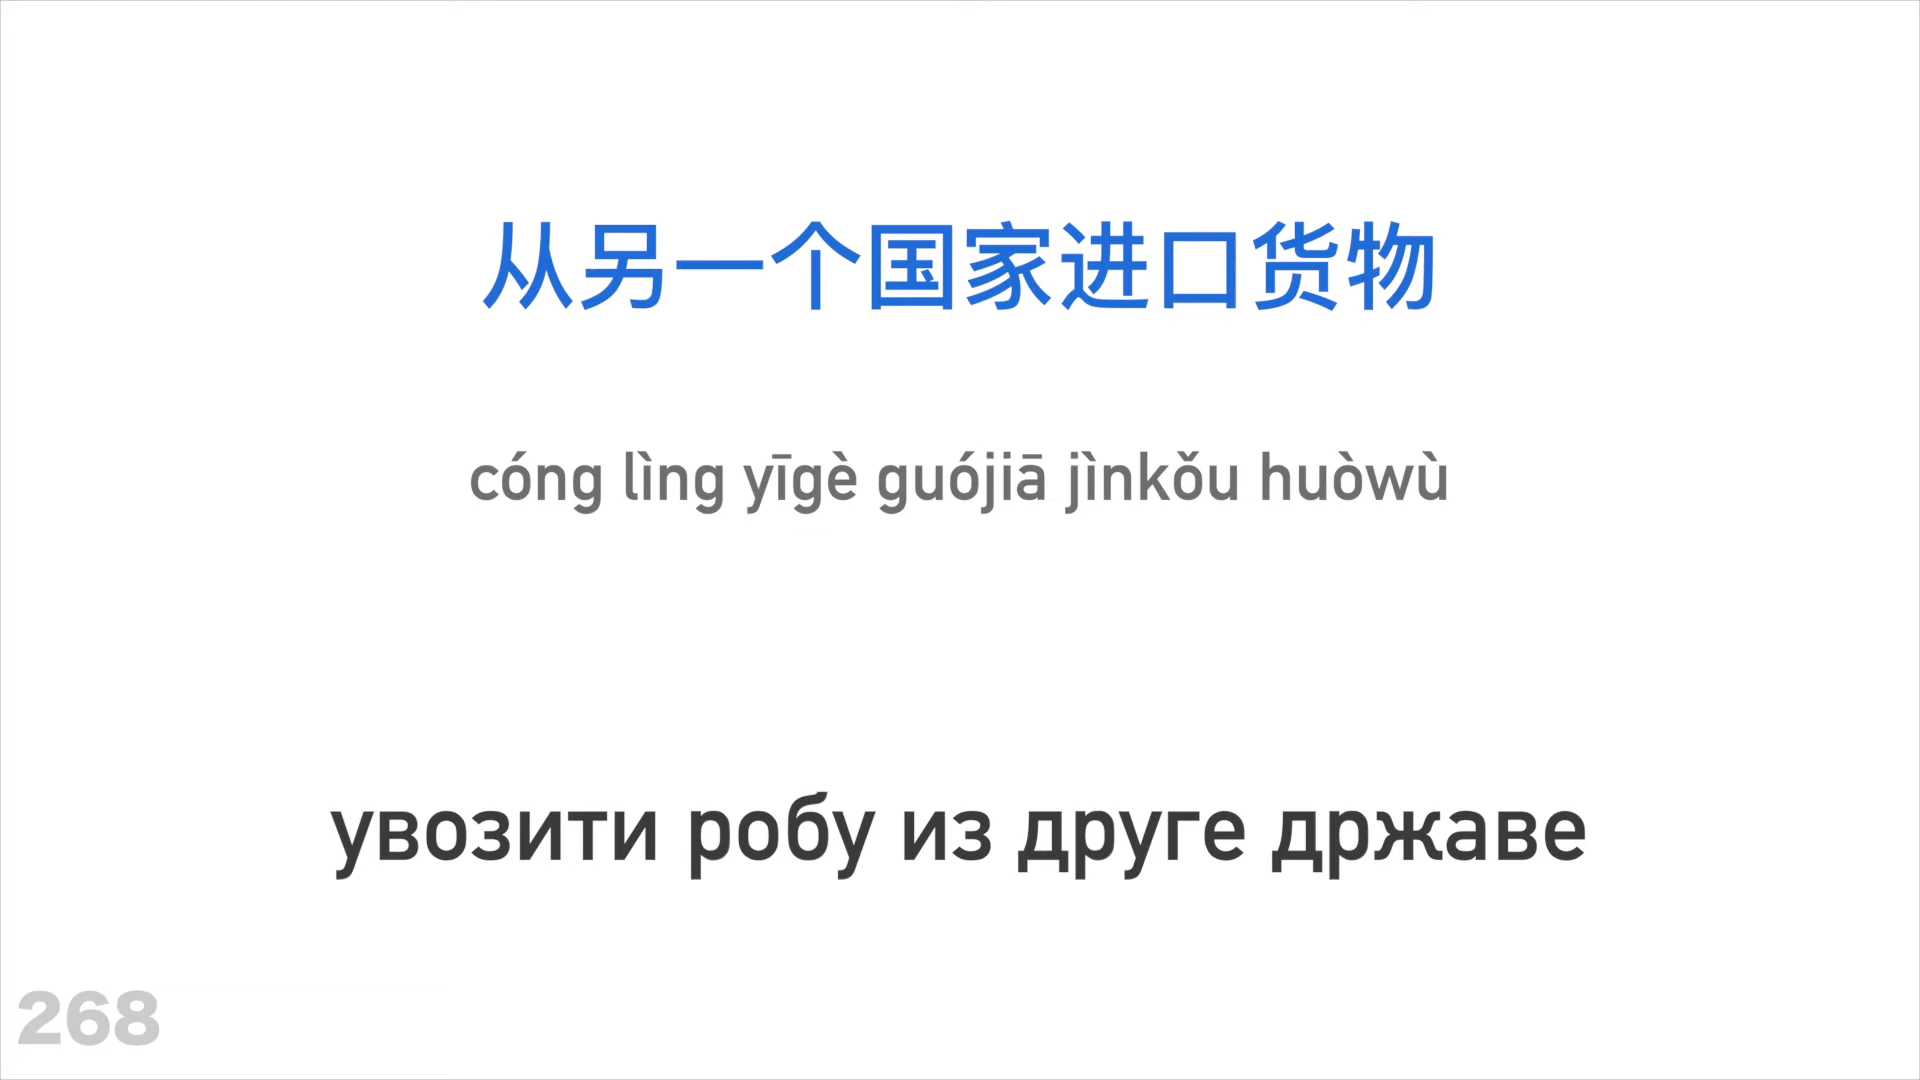 从另一个国家进口货物
cóng lìng yīgè guójiā jìnkǒu huòwù
увозити робу из друге државе
268